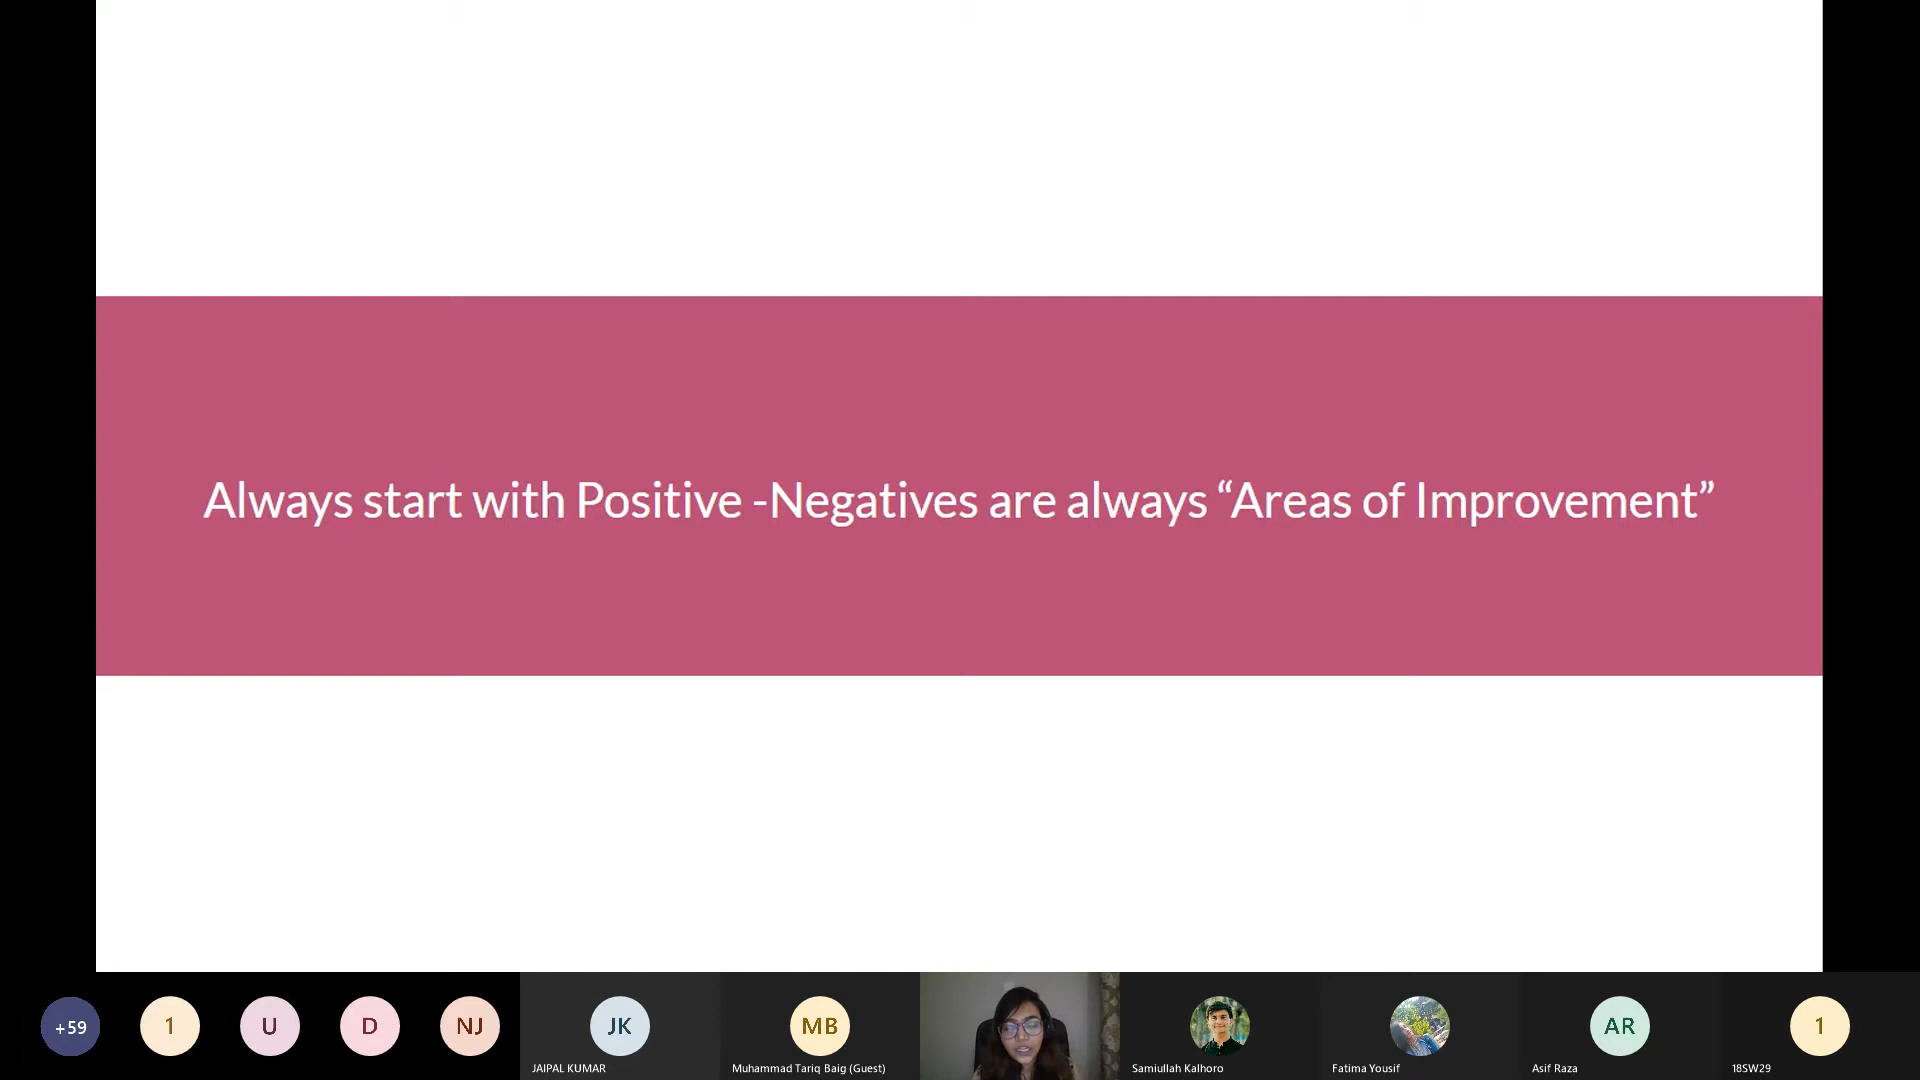 Always start with Positive -Negatives are always “Areas of Improvement”
+59
1
U
D
NJ
JK
MB
AR
1
JAIPAL KUMAR
Muhammad Tariq Baig (Guest)
Samiullah Kalhoro
Fatima Yousif
Asif Raza
18SW29